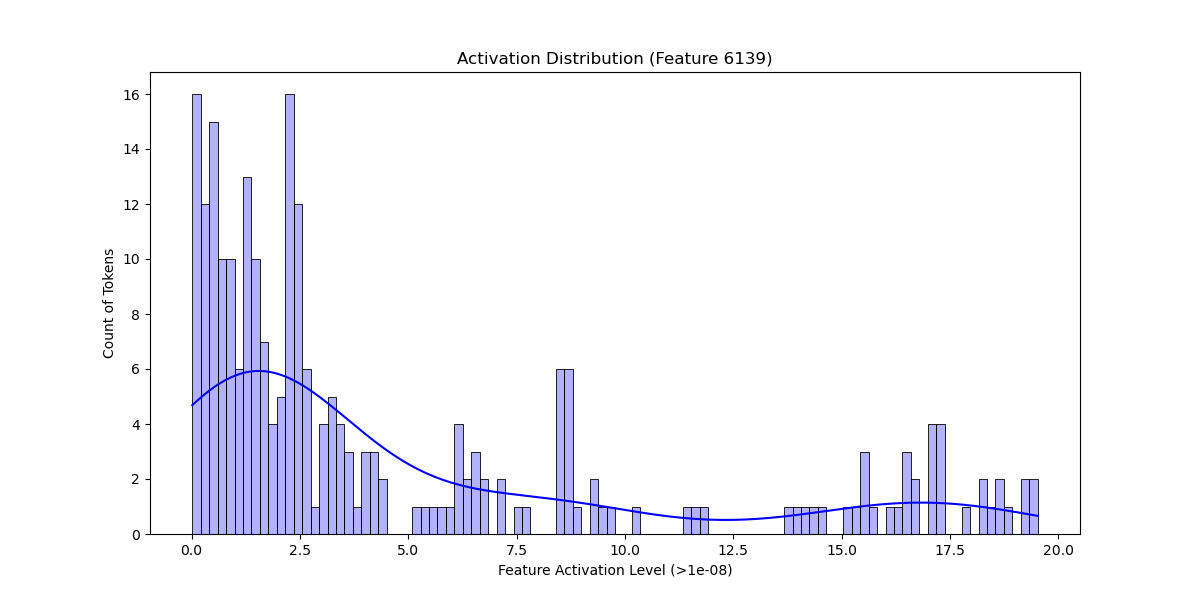 Activation Distribution (Feature 6139)
Count of Tokens
16
14
12
10
8
6
4
2
0
0.0 2.5 5.0 7.5 10.0 12.5 15.0 17.5 20.0
Feature Activation Level (>1e-08)